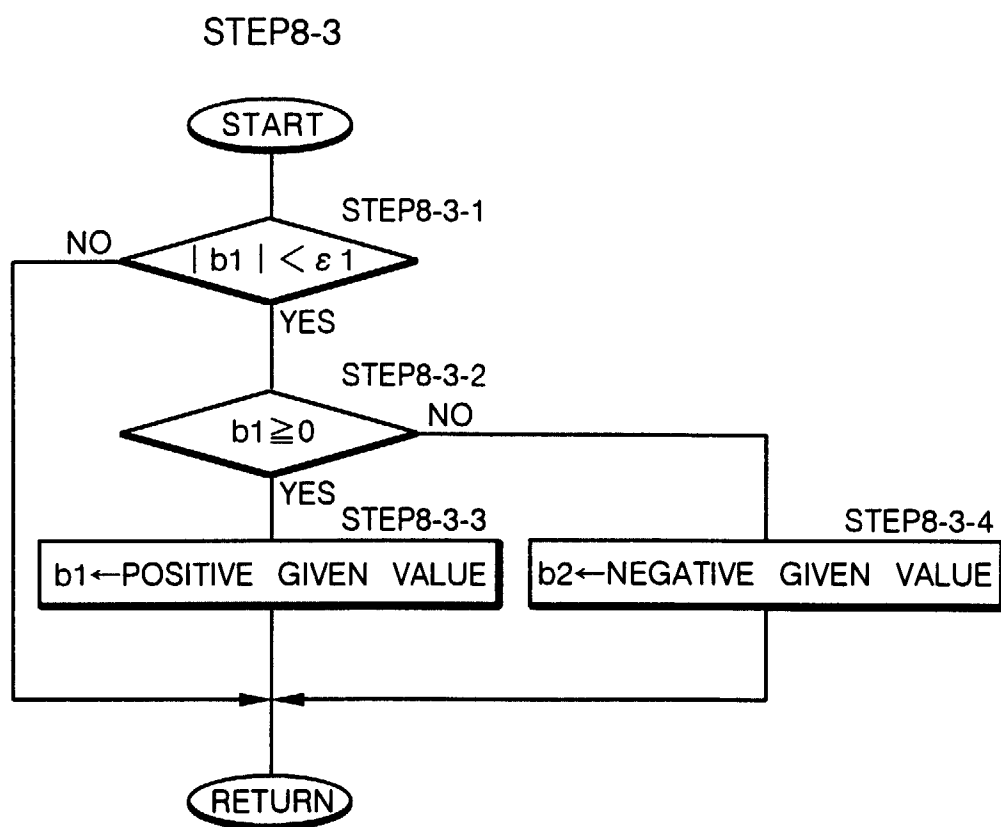 STEP8-3
START
STEP8-3-1
NO
| b1 | < ε 1
YES
STEP8-3-2
NO
b1≧0
YES
STEP8-3-3
STEP8-3-4
b1←POSITIVE GIVEN VALUE
b2←NEGATIVE GIVEN VALUE
RETURN